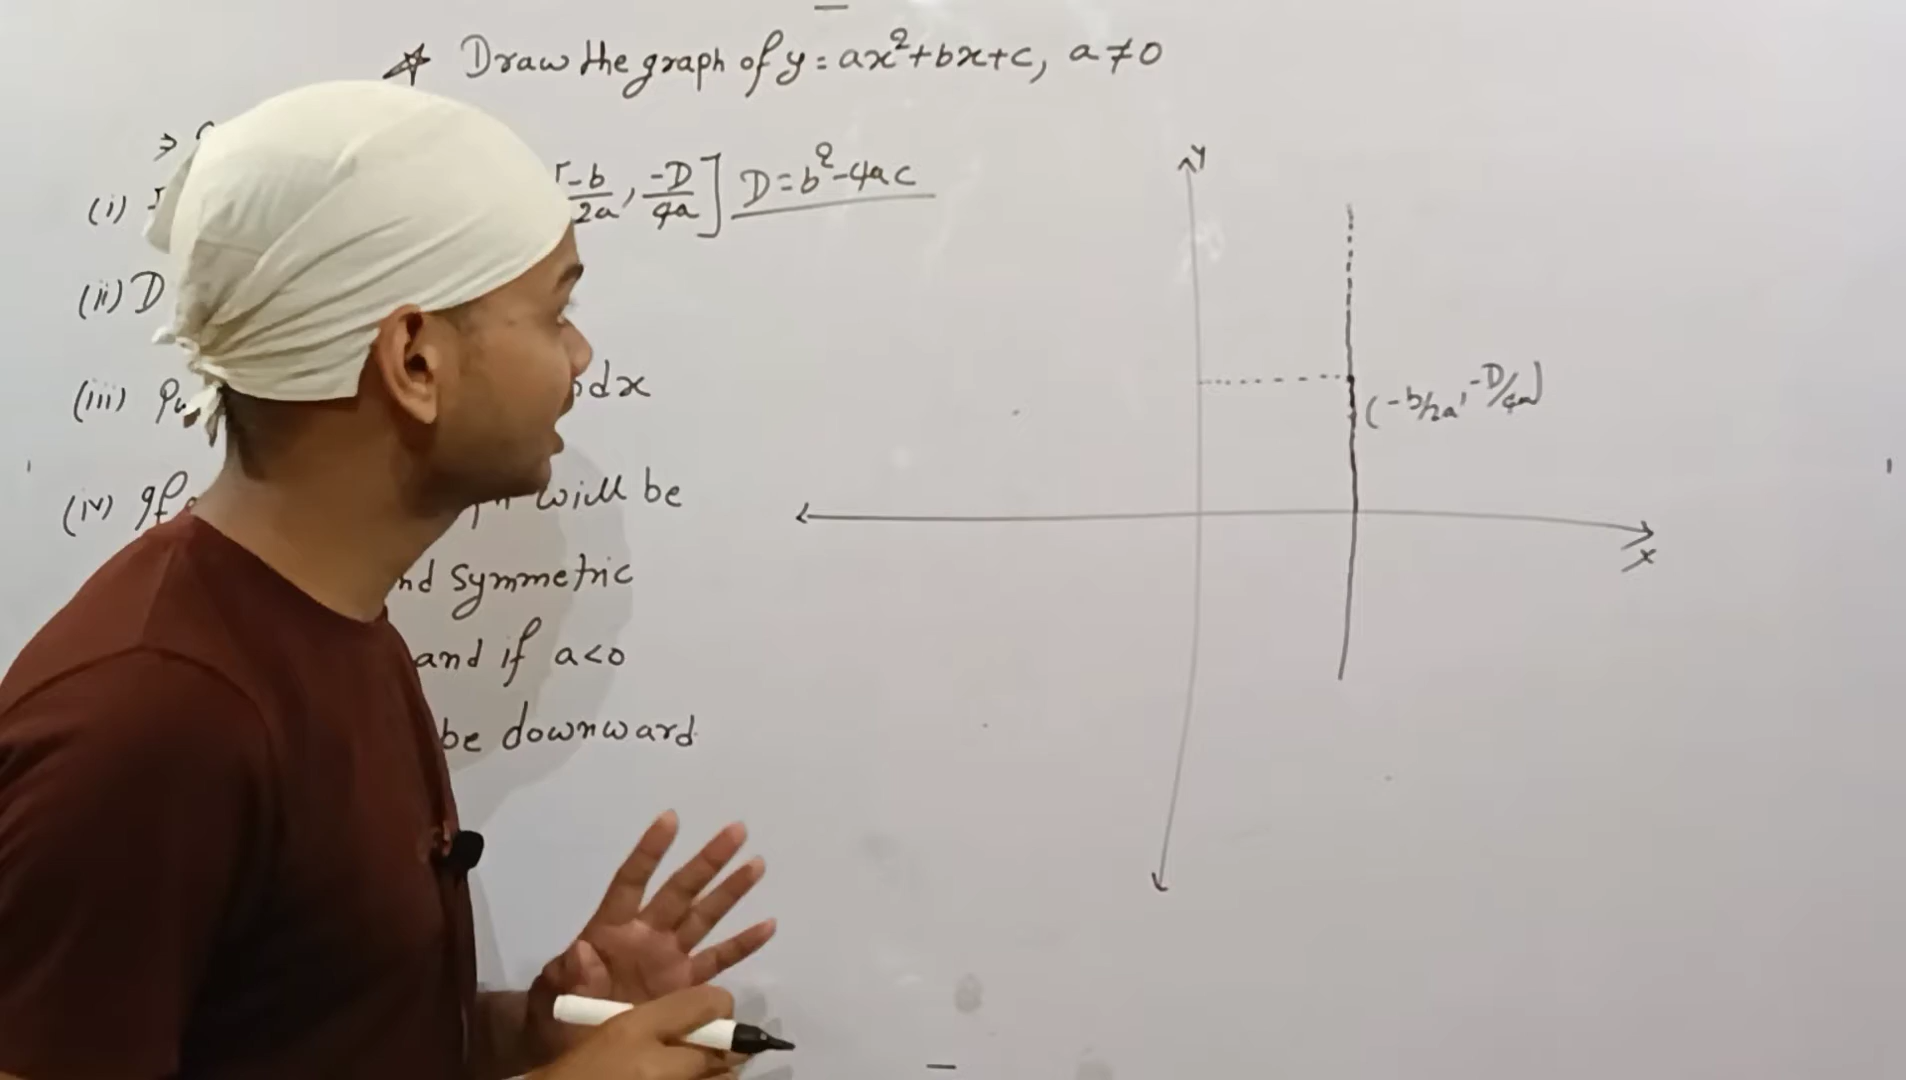 ☆ Draw the graph of y = ax²+bx+c, a≠0
(i) [-b/2a, -D/4a] D = b²-4ac
(ii) D
(iii) dx
(iv) If will be
nd symmetric
and if a<0
be downward
Y
(-b/2a, -D/4a)
X